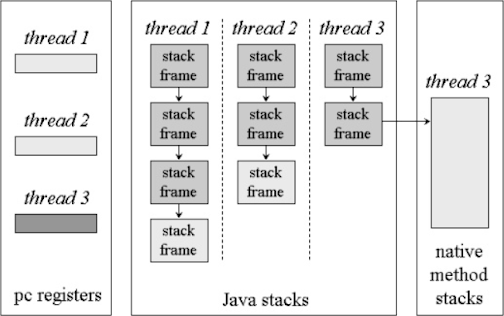 thread 1
thread 2
thread 3
pc registers
thread 1
stack
frame
stack
frame
stack
frame
stack
frame
thread 2
stack
frame
stack
frame
stack
frame
thread 3
stack
frame
stack
frame
Java stacks
thread 3
native
method
stacks